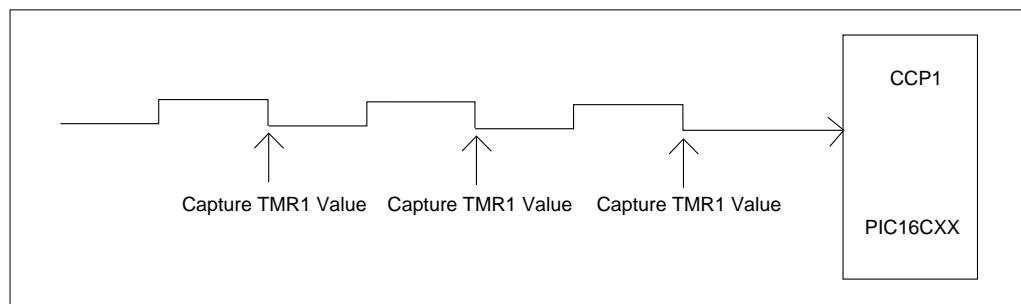 CCP1
Capture TMR1 Value Capture TMR1 Value Capture TMR1 Value
PIC16CXX